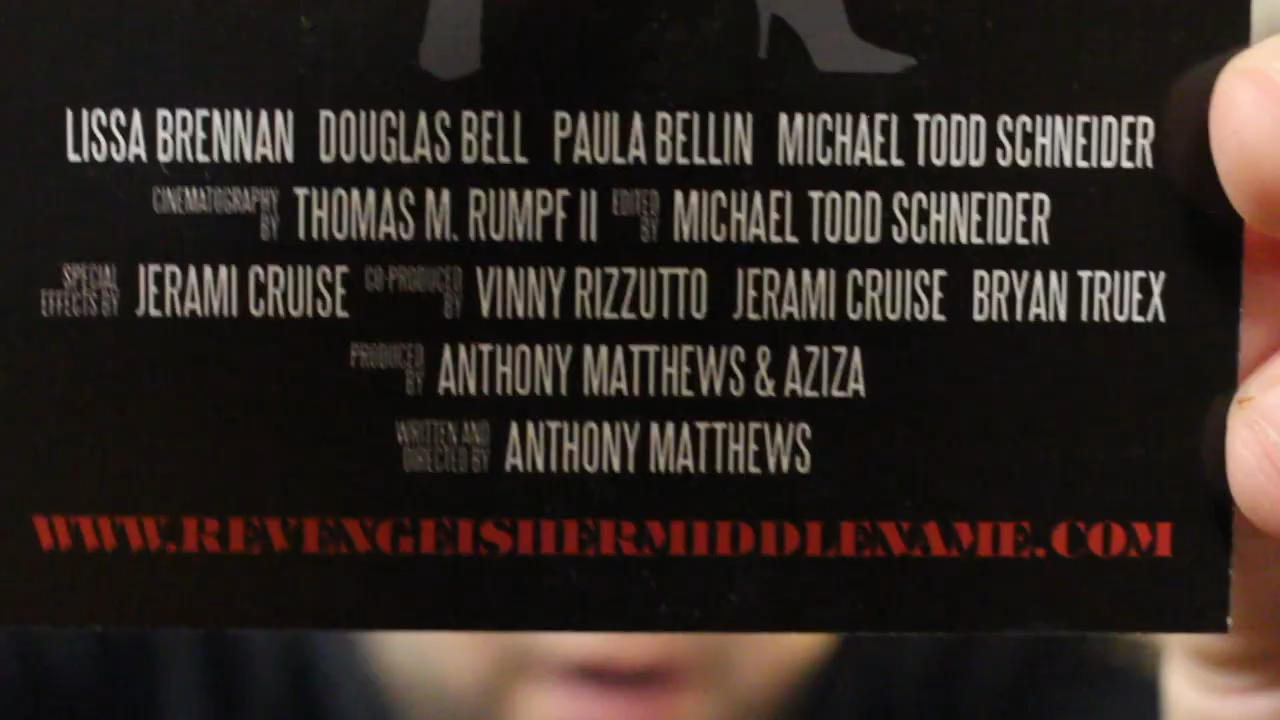 LISSA BRENNAN DOUGLAS BELL PAULA BELLIN MICHAEL TODD SCHNEIDER
CINEMATOGRAPHY BY THOMAS M. RUMPF II EDITED BY MICHAEL TODD SCHNEIDER
SPECIAL EFFECTS BY JERAMI CRUISE CO-PRODUCED BY VINNY RIZZUTTO JERAMI CRUISE BRYAN TRUEX
PRODUCED BY ANTHONY MATTHEWS & AZIZA
WRITTEN AND DIRECTED BY ANTHONY MATTHEWS
WWW.REVENGEISHERMIDDLENAME.COM